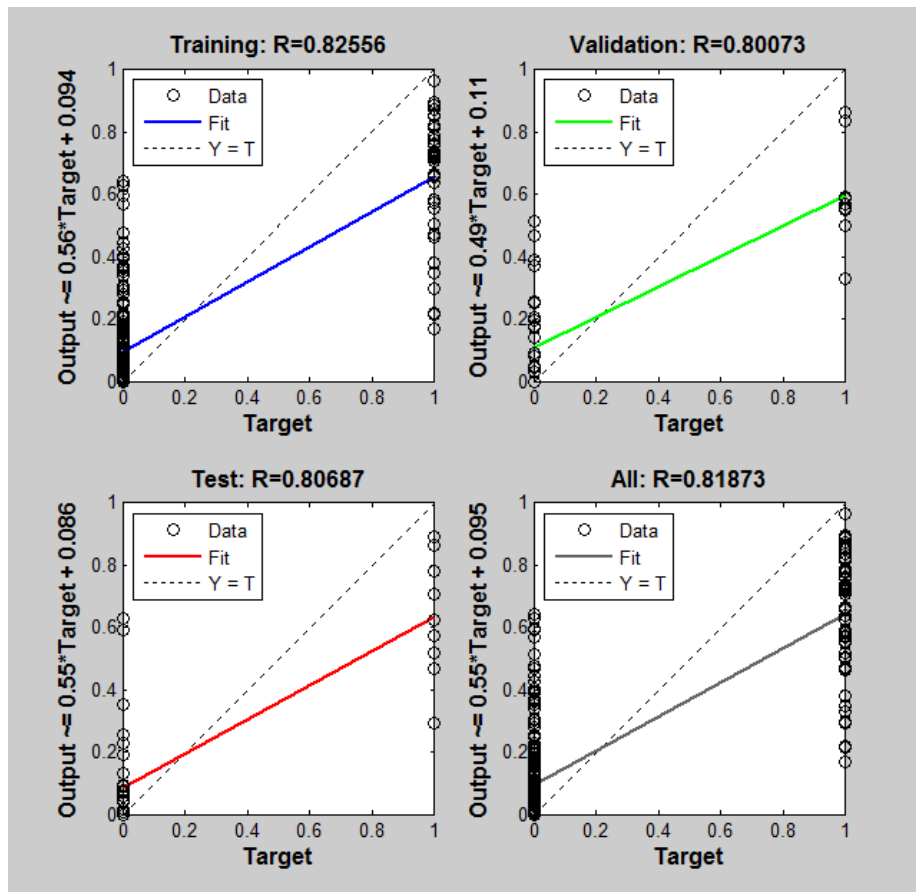 Training: R=0.82556
Output ~= 0.56*Target + 0.094
1
0.8
0.6
0.4
0.2
0
Data
Fit
Y = T
0 0.2 0.4 0.6 0.8 1
Target
Validation: R=0.80073
Output ~= 0.49*Target + 0.11
1
0.8
0.6
0.4
0.2
0
Data
Fit
Y = T
0 0.2 0.4 0.6 0.8 1
Target
Test: R=0.80687
Output ~= 0.55*Target + 0.086
1
0.8
0.6
0.4
0.2
0
Data
Fit
Y = T
0 0.2 0.4 0.6 0.8 1
Target
All: R=0.81873
Output ~= 0.55*Target + 0.095
1
0.8
0.6
0.4
0.2
0
Data
Fit
Y = T
0 0.2 0.4 0.6 0.8 1
Target